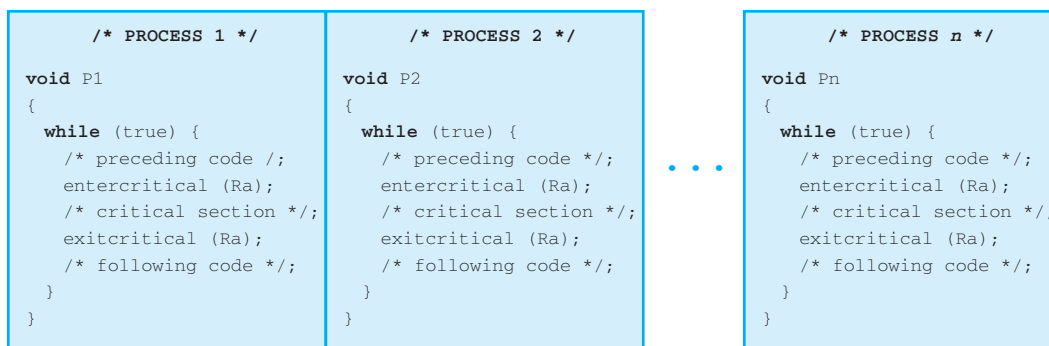 /* PROCESS 1 */
void P1
{
while (true) {
/* preceding code /;
entercritical (Ra);
/* critical section */;
exitcritical (Ra);
/* following code */;
}
}
/* PROCESS 2 */
void P2
{
while (true) {
/* preceding code */;
entercritical (Ra);
/* critical section */;
exitcritical (Ra);
/* following code */;
}
}
• • •
/* PROCESS n */
void Pn
{
while (true) {
/* preceding code */;
entercritical (Ra);
/* critical section */;
exitcritical (Ra);
/* following code */;
}
}